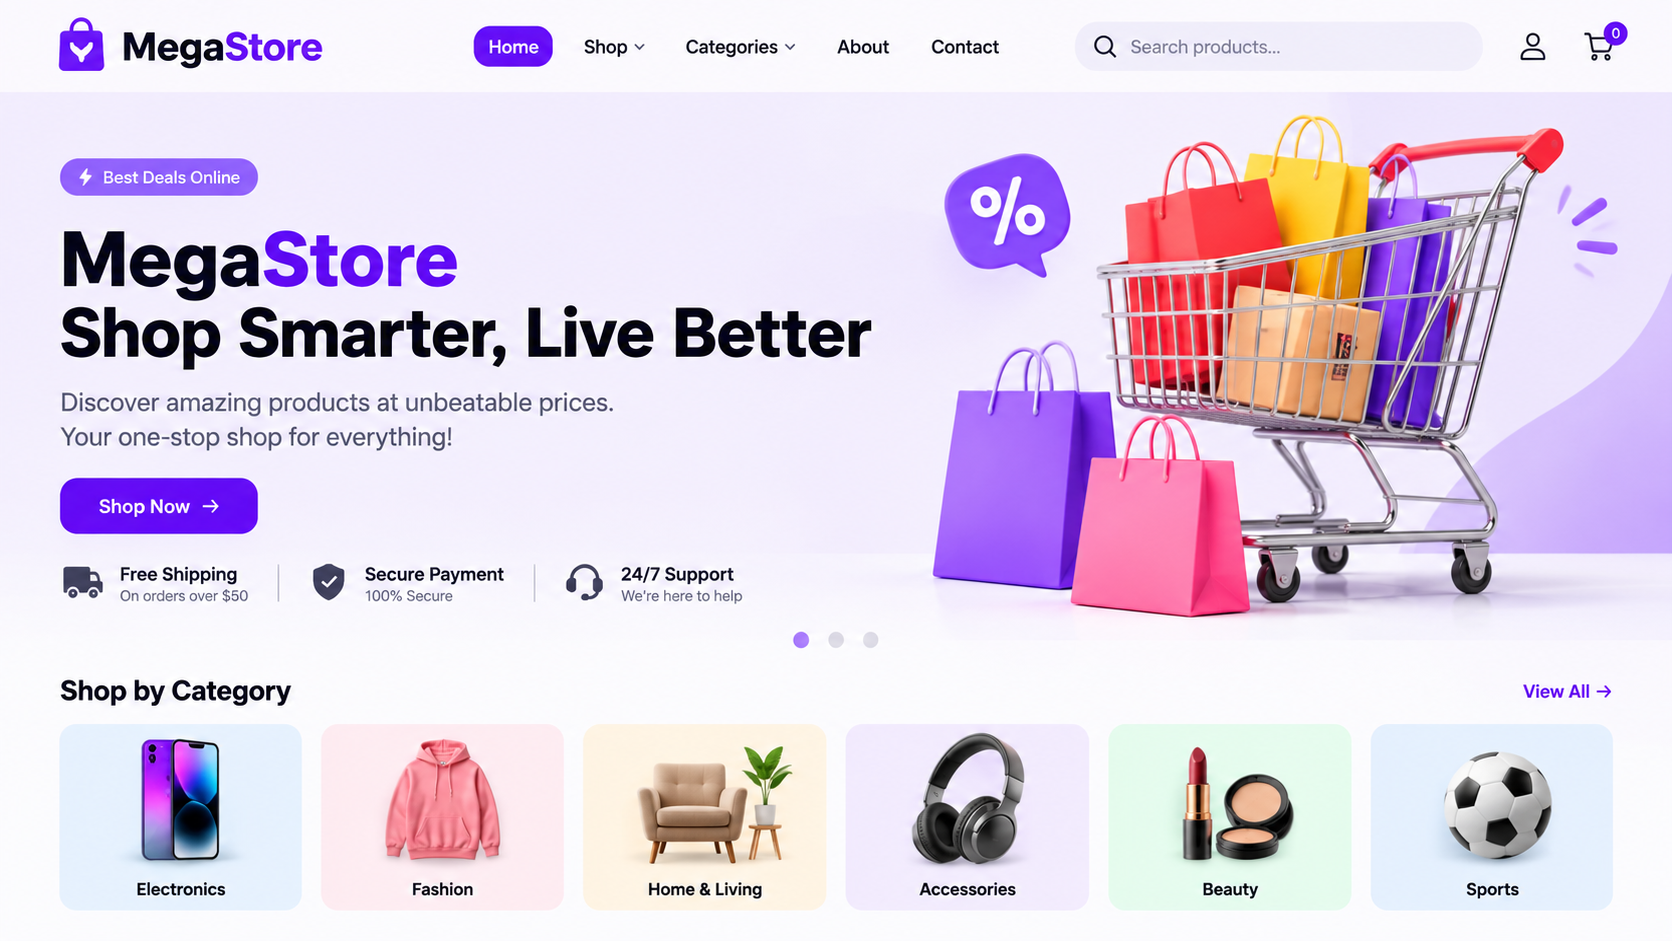 MegaStore
Home
Shop
Categories
About
Contact
Search products...
0
Best Deals Online
%
MegaStore
Shop Smarter, Live Better
Discover amazing products at unbeatable prices.
Your one-stop shop for everything!
Shop Now →
Free Shipping
On orders over $50
Secure Payment
100% Secure
24/7 Support
We're here to help
Shop by Category
View All →
Electronics
Fashion
Home & Living
Accessories
Beauty
Sports